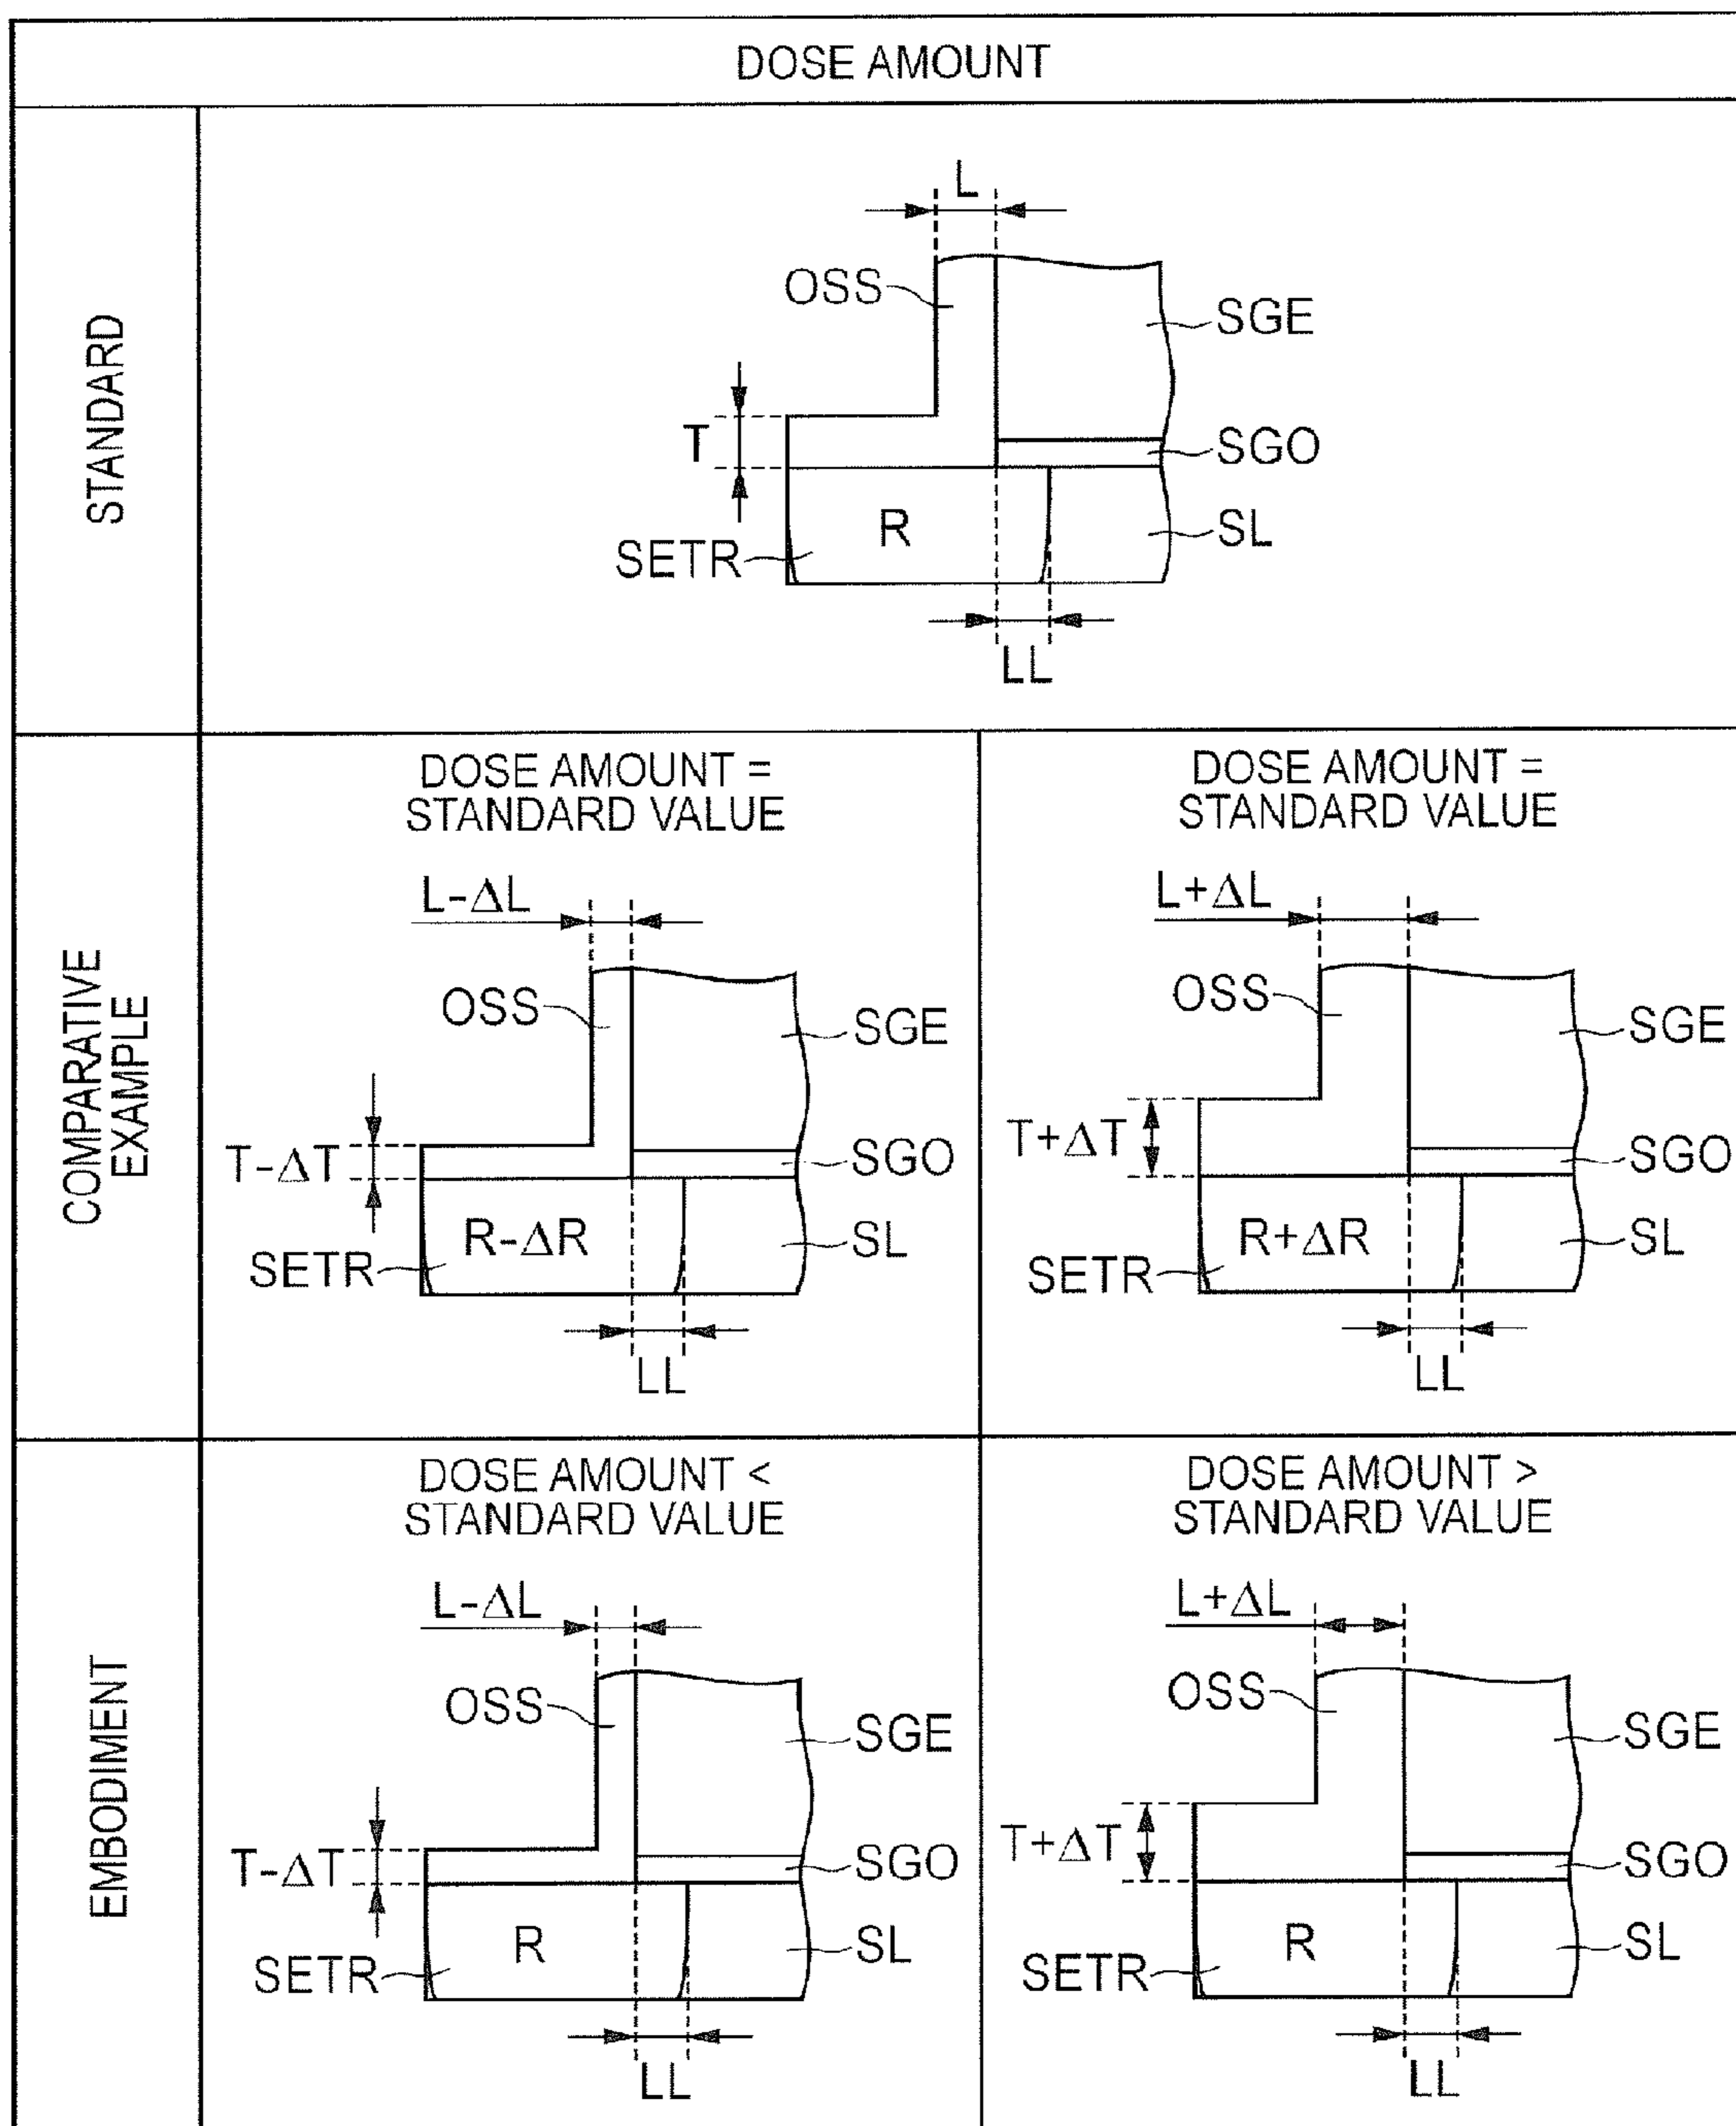 DOSE AMOUNT
STANDARD
L
OSS
SGE
T
SGO
R
SL
SETR
LL
COMPARATIVE
EXAMPLE
DOSE AMOUNT =
STANDARD VALUE
L-ΔL
OSS
SGE
T-ΔT
SGO
R-ΔR
SL
SETR
LL
DOSE AMOUNT =
STANDARD VALUE
L+ΔL
OSS
SGE
T+ΔT
SGO
R+ΔR
SL
SETR
LL
EMBODIMENT
DOSE AMOUNT <
STANDARD VALUE
L-ΔL
OSS
SGE
T-ΔT
SGO
R
SL
SETR
LL
DOSE AMOUNT >
STANDARD VALUE
L+ΔL
OSS
SGE
T+ΔT
SGO
R
SL
SETR
LL